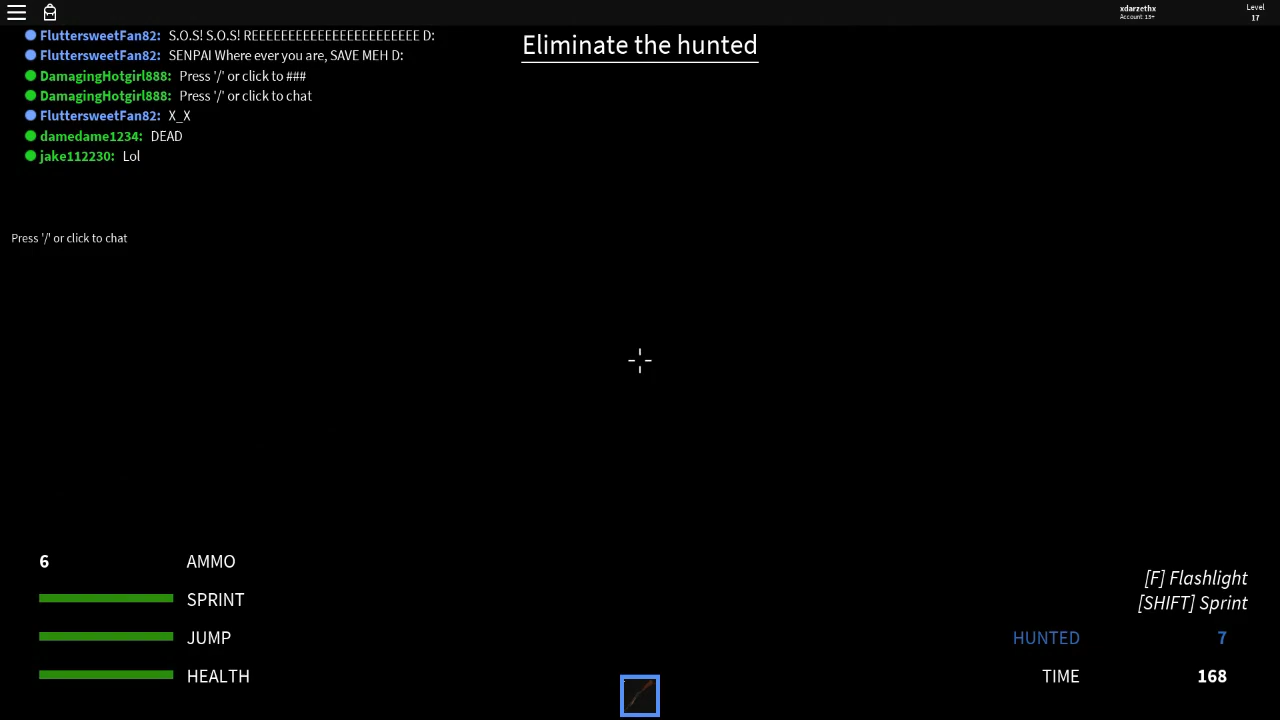 xdarzethx
Account: 13+
Level
17
FluttersweetFan82: S.O.S! S.O.S! REEEEEEEEEEEEEEEEEEEEEEEE D:
FluttersweetFan82: SENPAI Where ever you are, SAVE MEH D:
DamagingHotgirl888: Press '/' or click to ###
DamagingHotgirl888: Press '/' or click to chat
FluttersweetFan82: X_X
damedame1234: DEAD
jake112230: Lol
Eliminate the hunted
Press '/' or click to chat
6 AMMO
SPRINT
JUMP
HEALTH
[F] Flashlight
[SHIFT] Sprint
HUNTED 7
TIME 168